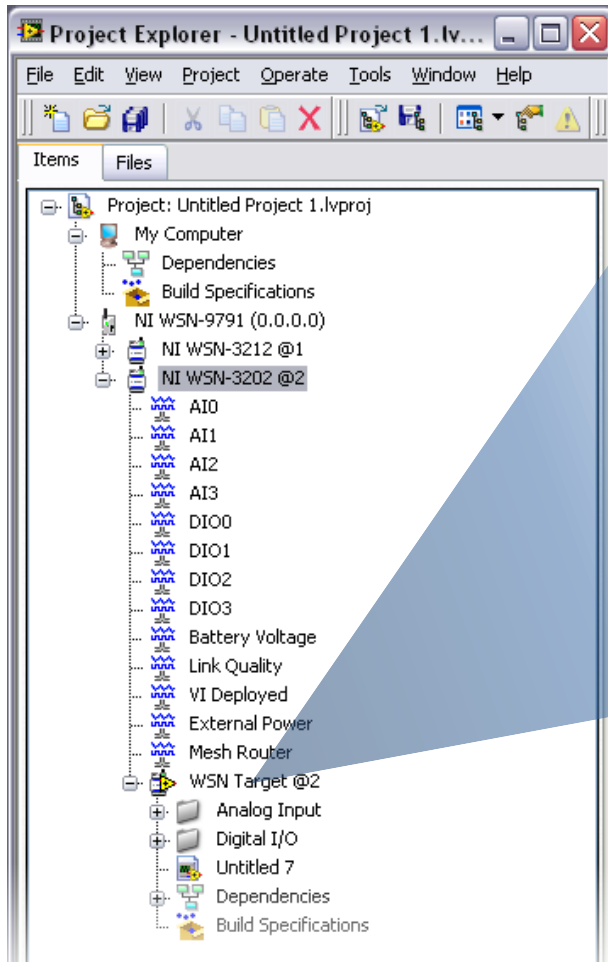 Project Explorer - Untitled Project 1.lv...
File Edit View Project Operate Tools Window Help
Items Files
Project: Untitled Project 1.lvproj
My Computer
Dependencies
Build Specifications
NI WSN-9791 (0.0.0.0)
NI WSN-3212 @1
NI WSN-3202 @2
AI0
AI1
AI2
AI3
DIO0
DIO1
DIO2
DIO3
Battery Voltage
Link Quality
VI Deployed
External Power
Mesh Router
WSN Target @2
Analog Input
Digital I/O
Untitled 7
Dependencies
Build Specifications